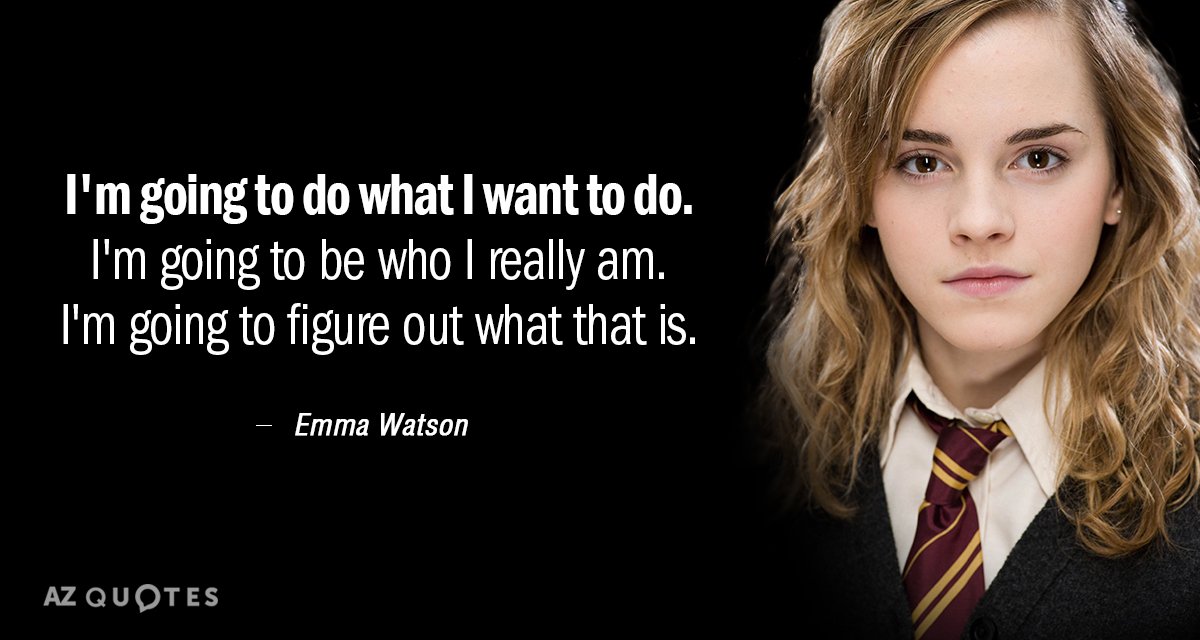 I'm going to do what I want to do.
I'm going to be who I really am.
I'm going to figure out what that is.
— Emma Watson
AZ QUOTES